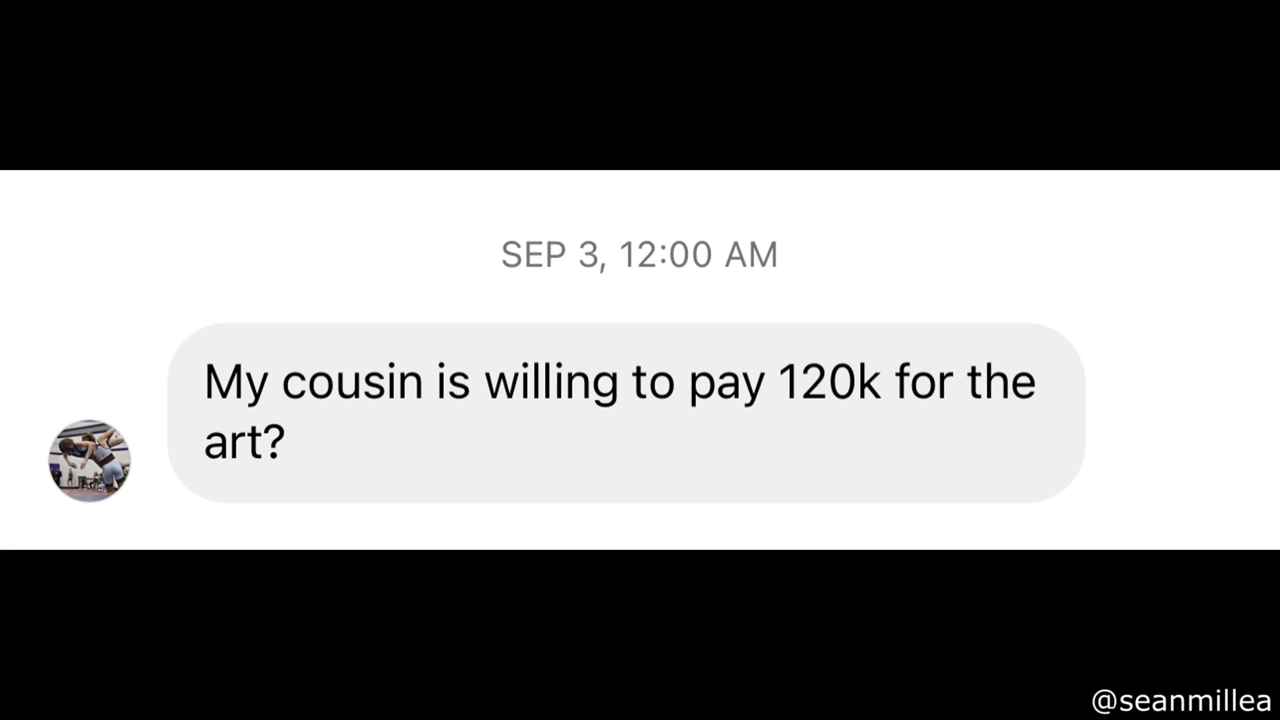 SEP 3, 12:00 AM
My cousin is willing to pay 120k for the
art?
@seanmillea